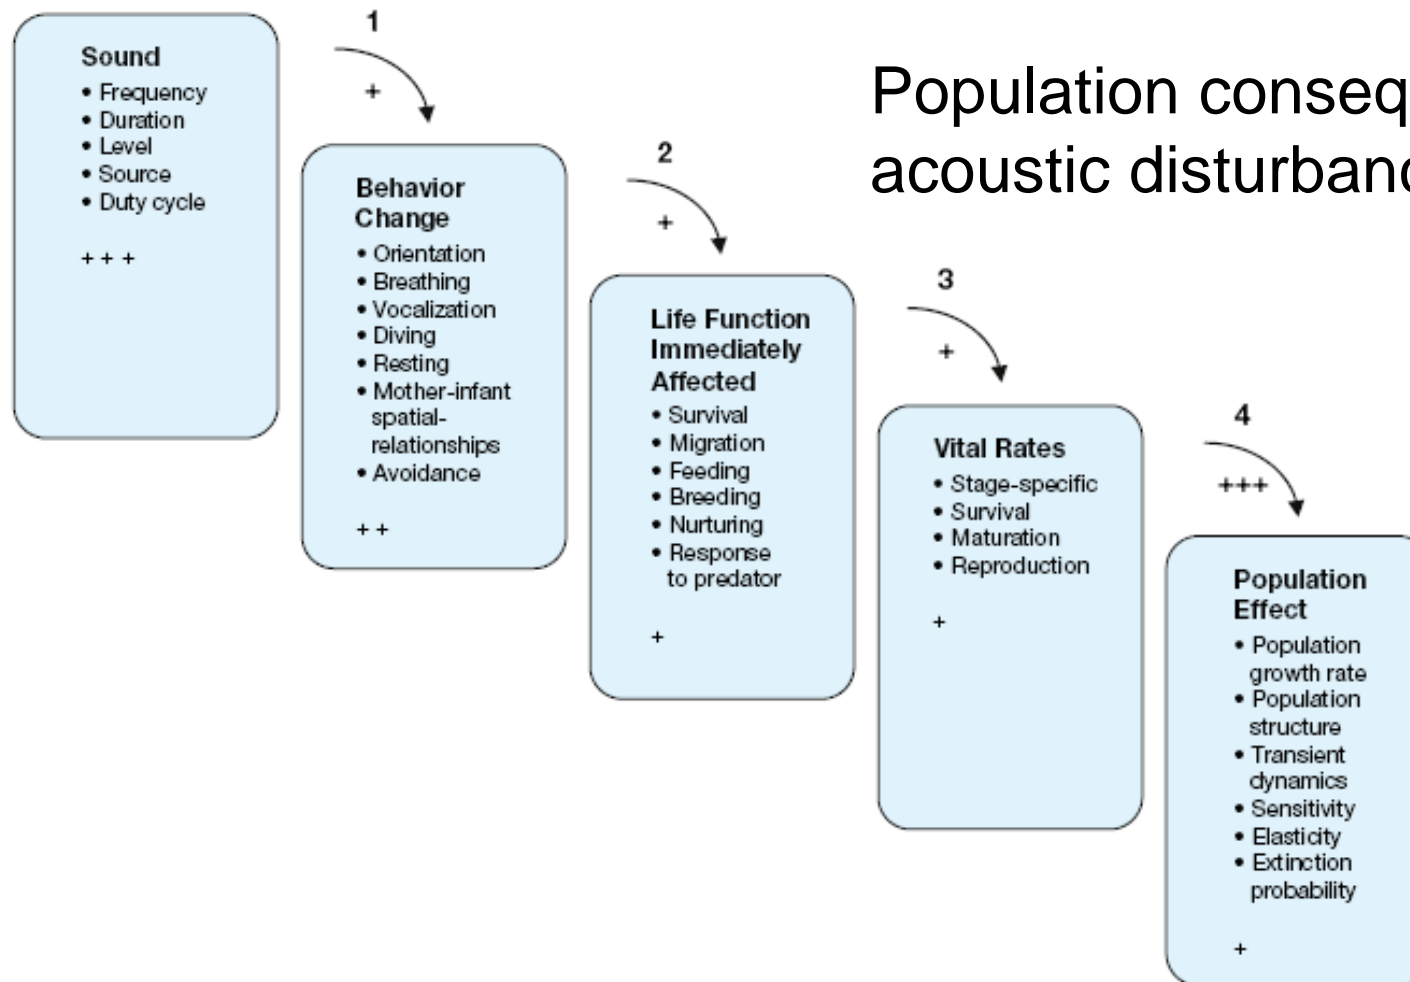 Population conseq
acoustic disturbanc
Sound
• Frequency
• Duration
• Level
• Source
• Duty cycle
+ + +
1
+
Behavior
Change
• Orientation
• Breathing
• Vocalization
• Diving
• Resting
• Mother-infant
spatial-
relationships
• Avoidance
+ +
2
+
Life Function
Immediately
Affected
• Survival
• Migration
• Feeding
• Breeding
• Nurturing
• Response
to predator
+
3
+
Vital Rates
• Stage-specific
• Survival
• Maturation
• Reproduction
+
4
+++
Population
Effect
• Population
growth rate
• Population
structure
• Transient
dynamics
• Sensitivity
• Elasticity
• Extinction
probability
+